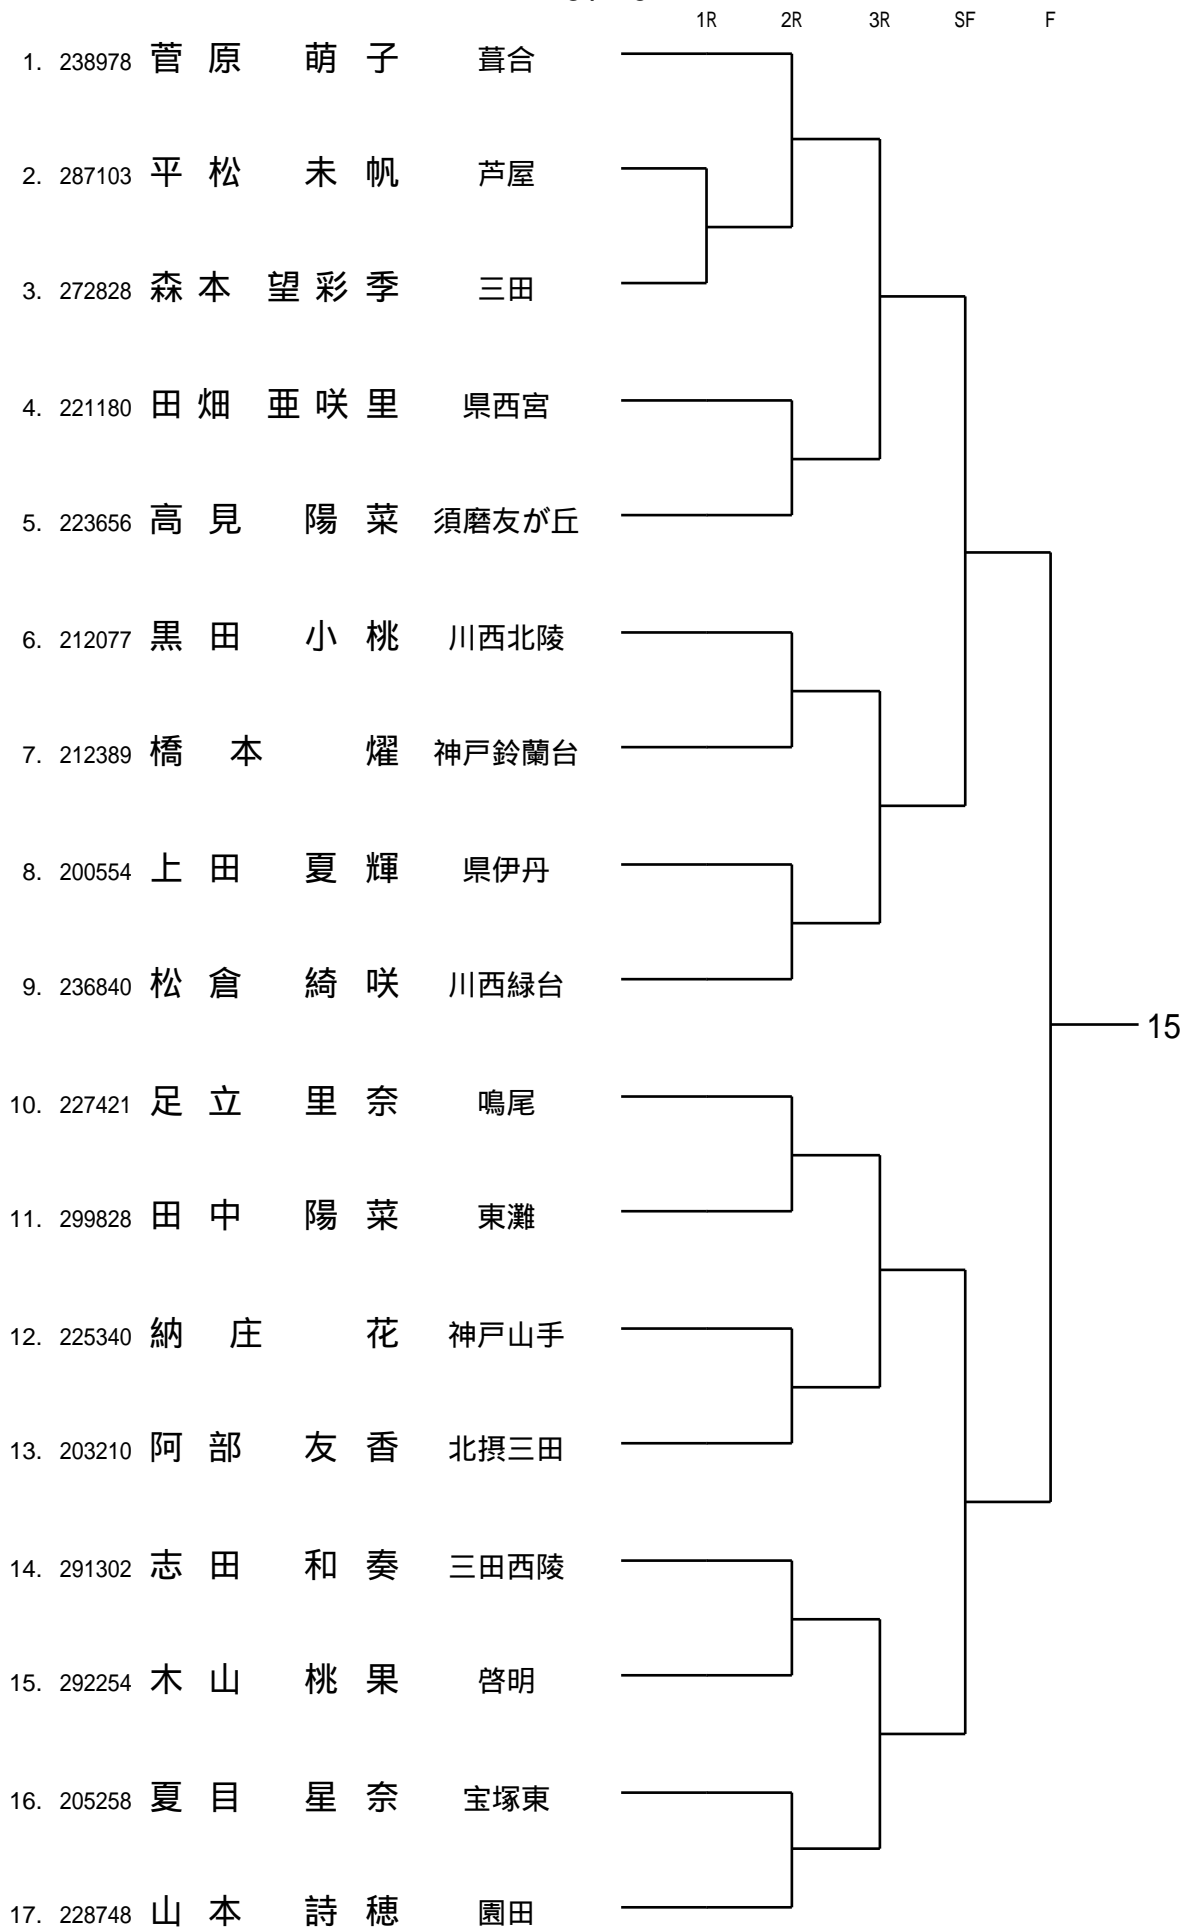 1R 2R 3R SF F
1. 238978 菅原 萌子 葺合
2. 287103 平松 未帆 芦屋
3. 272828 森本 望彩季 三田
4. 221180 田畑 亜咲里 県西宮
5. 223656 高見 陽菜 須磨友が丘
6. 212077 黒田 小桃 川西北陵
7. 212389 橋本 燿 神戸鈴蘭台
8. 200554 上田 夏輝 県伊丹
9. 236840 松倉 綺咲 川西緑台
15
10. 227421 足立 里奈 鳴尾
11. 299828 田中 陽菜 東灘
12. 225340 納庄 花 神戸山手
13. 203210 阿部 友香 北摂三田
14. 291302 志田 和奏 三田西陵
15. 292254 木山 桃果 啓明
16. 205258 夏目 星奈 宝塚東
17. 228748 山本 詩穂 園田